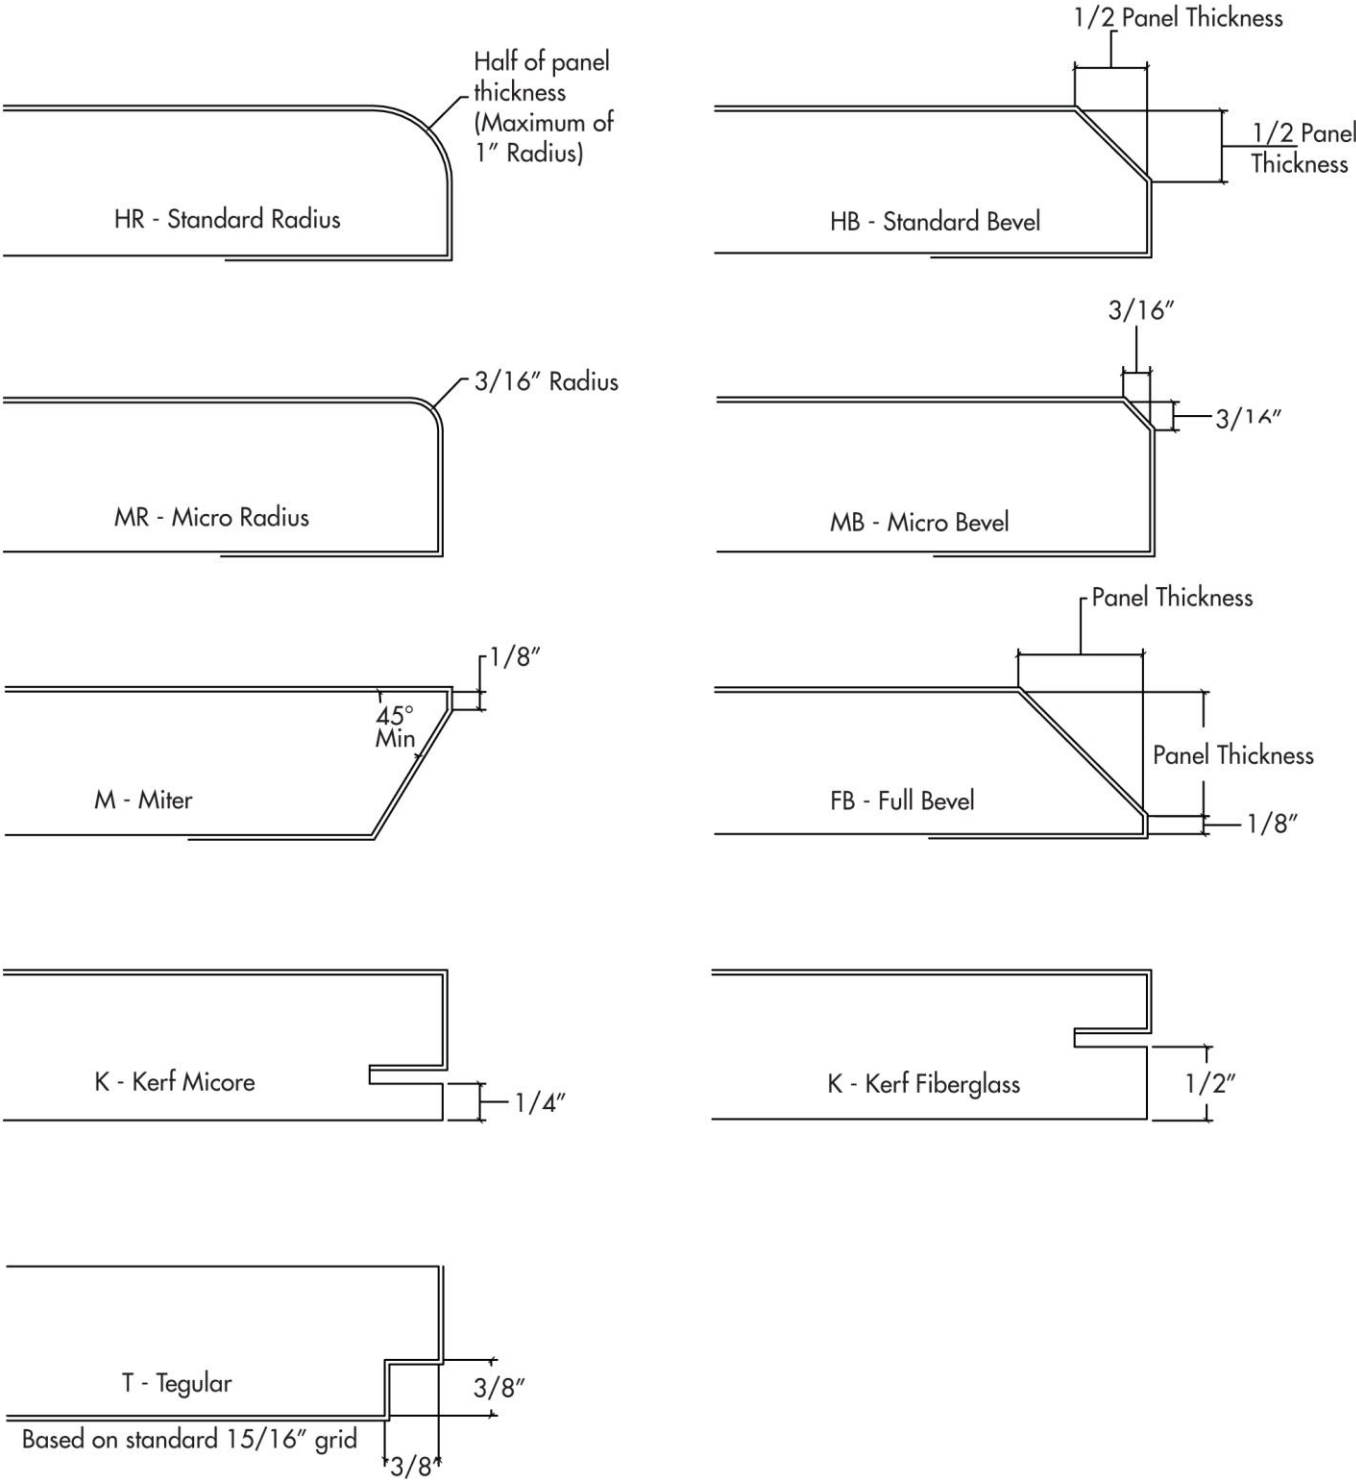 1/2 Panel Thickness
Half of panel
thickness
(Maximum of
1″ Radius)
1/2 Panel
Thickness
HR - Standard Radius
HB - Standard Bevel
3/16″
3/16″ Radius
3/16″
MR - Micro Radius
MB - Micro Bevel
Panel Thickness
1/8″
45°
Min
Panel Thickness
M - Miter
FB - Full Bevel
1/8″
K - Kerf Micore
1/4″
K - Kerf Fiberglass
1/2″
T - Tegular
3/8″
Based on standard 15/16″ grid
3/8″